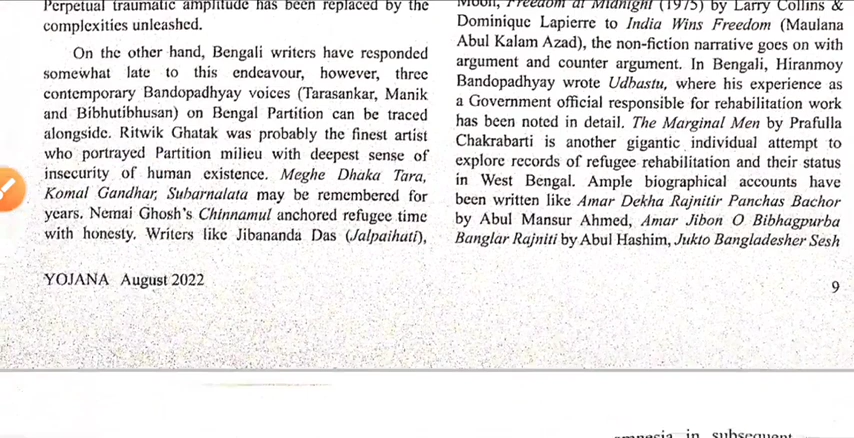 Perpetual traumatic amplitude has been replaced by the
complexities unleashed.
On the other hand, Bengali writers have responded
somewhat late to this endeavour, however, three
contemporary Bandopadhyay voices (Tarasankar, Manik
and Bibhutibhusan) on Bengal Partition can be traced
alongside. Ritwik Ghatak was probably the finest artist
who portrayed Partition milieu with deepest sense of
insecurity of human existence. Meghe Dhaka Tara,
Komal Gandhar, Subarnalata may be remembered for
years. Nemai Ghosh's Chinnamul anchored refugee time
with honesty. Writers like Jibananda Das (Jalpaihati),
Moon, Freedom at Midnight (1975) by Larry Collins &
Dominique Lapierre to India Wins Freedom (Maulana
Abul Kalam Azad), the non-fiction narrative goes on with
argument and counter argument. In Bengali, Hiranmoy
Bandopadhyay wrote Udbastu, where his experience as
a Government official responsible for rehabilitation work
has been noted in detail. The Marginal Men by Prafulla
Chakrabarti is another gigantic individual attempt to
explore records of refugee rehabilitation and their status
in West Bengal. Ample biographical accounts have
been written like Amar Dekha Rajnitir Panchas Bachor
by Abul Mansur Ahmed, Amar Jibon O Bibhagpurba
Banglar Rajniti by Abul Hashim, Jukto Bangladesher Sesh
YOJANA August 2022
9
in subsequent